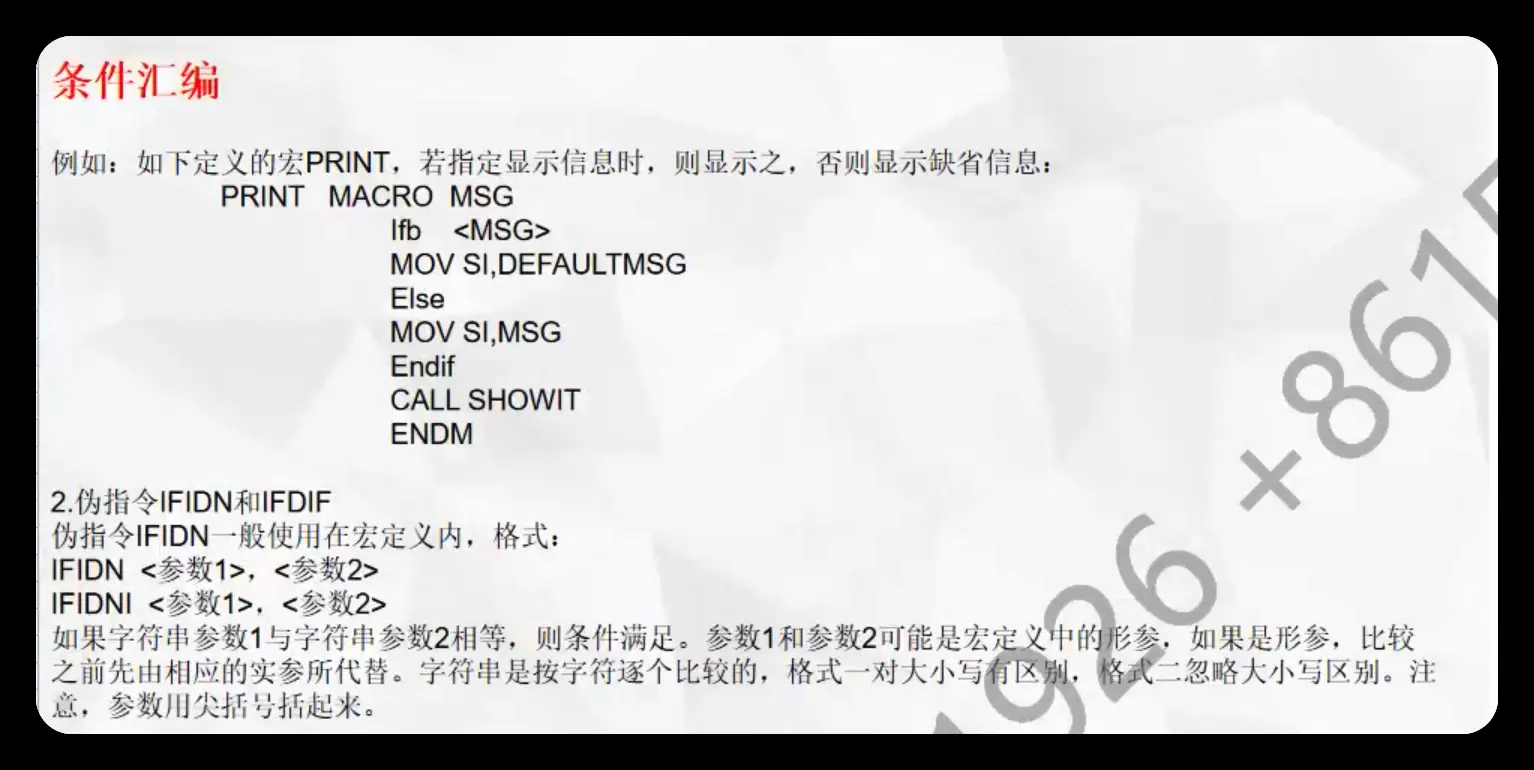 条件汇编
例如：如下定义的宏PRINT，若指定显示信息时，则显示之，否则显示缺省信息：
PRINT MACRO MSG
Ifb <MSG>
MOV SI,DEFAULTMSG
Else
MOV SI,MSG
Endif
CALL SHOWIT
ENDM
2.伪指令IFIDN和IFDIF
伪指令IFIDN一般使用在宏定义内，格式：
IFIDN <参数1>，<参数2>
IFIDNI <参数1>，<参数2>
如果字符串参数1与字符串参数2相等，则条件满足。参数1和参数2可能是宏定义中的形参，如果是形参，比较
之前先由相应的实参所代替。字符串是按字符逐个比较的，格式一对大小写有区别，格式二忽略大小写区别。注
意，参数用尖括号括起来。
1926 +861